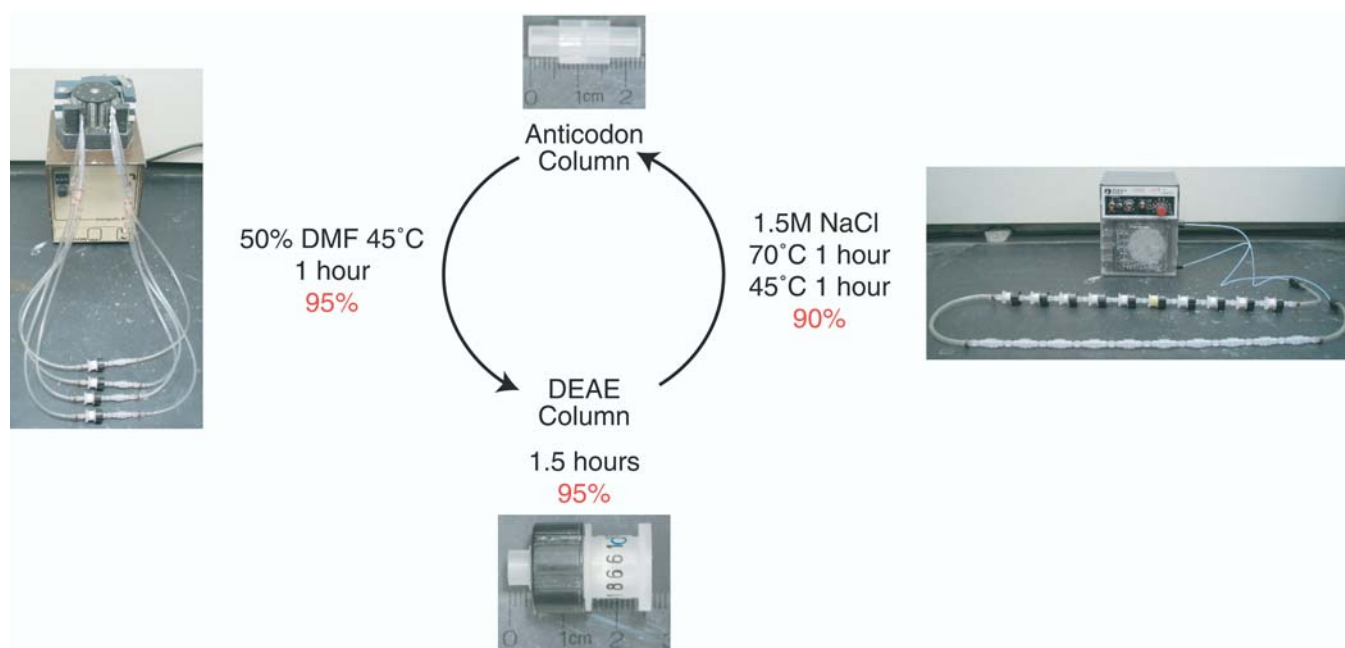 0 1cm 2
Anticodon
Column
50% DMF 45°C
1 hour
95%
1.5M NaCl
70°C 1 hour
45°C 1 hour
90%
DEAE
Column
1.5 hours
95%
18661
0 1cm 2